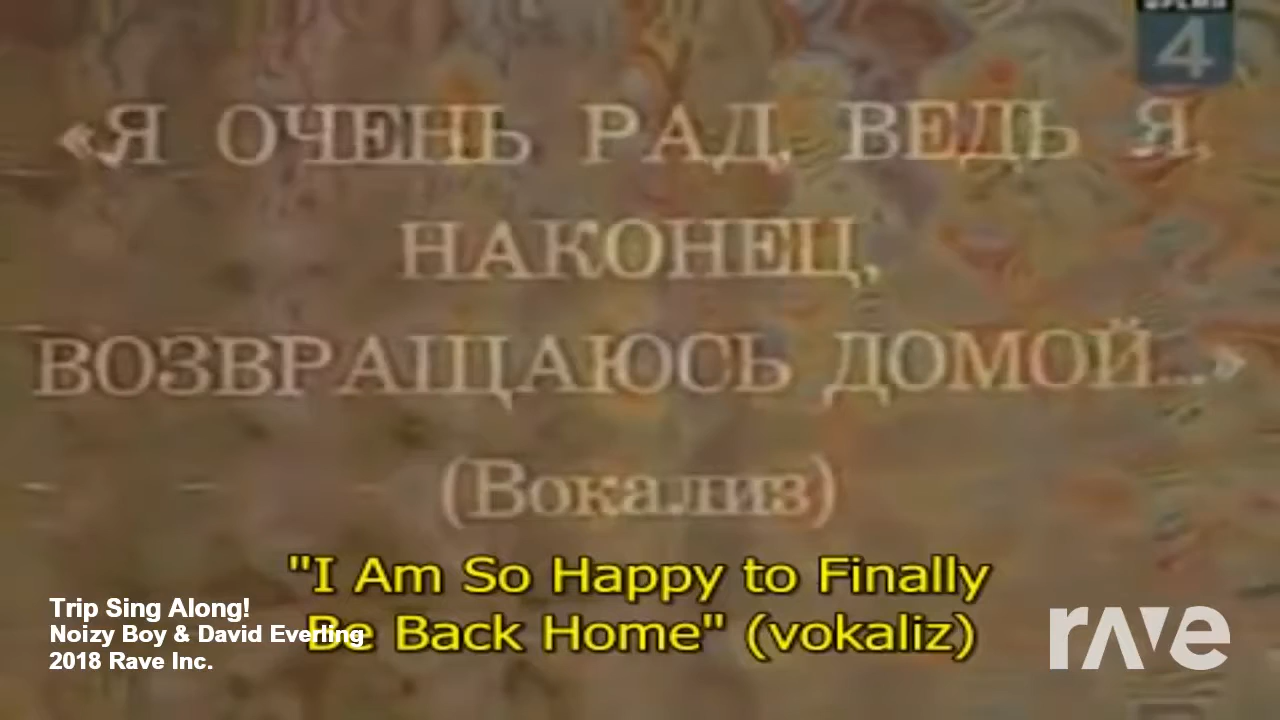 ВРЕМЯ
4
«Я ОЧЕНЬ РАД, ВЕДЬ Я,
НАКОНЕЦ,
ВОЗВРАЩАЮСЬ ДОМОЙ...»
(Вокализ)
"I Am So Happy to Finally
Be Back Home" (vokaliz)
Trip Sing Along!
Noizy Boy & David Everling
2018 Rave Inc.
rave